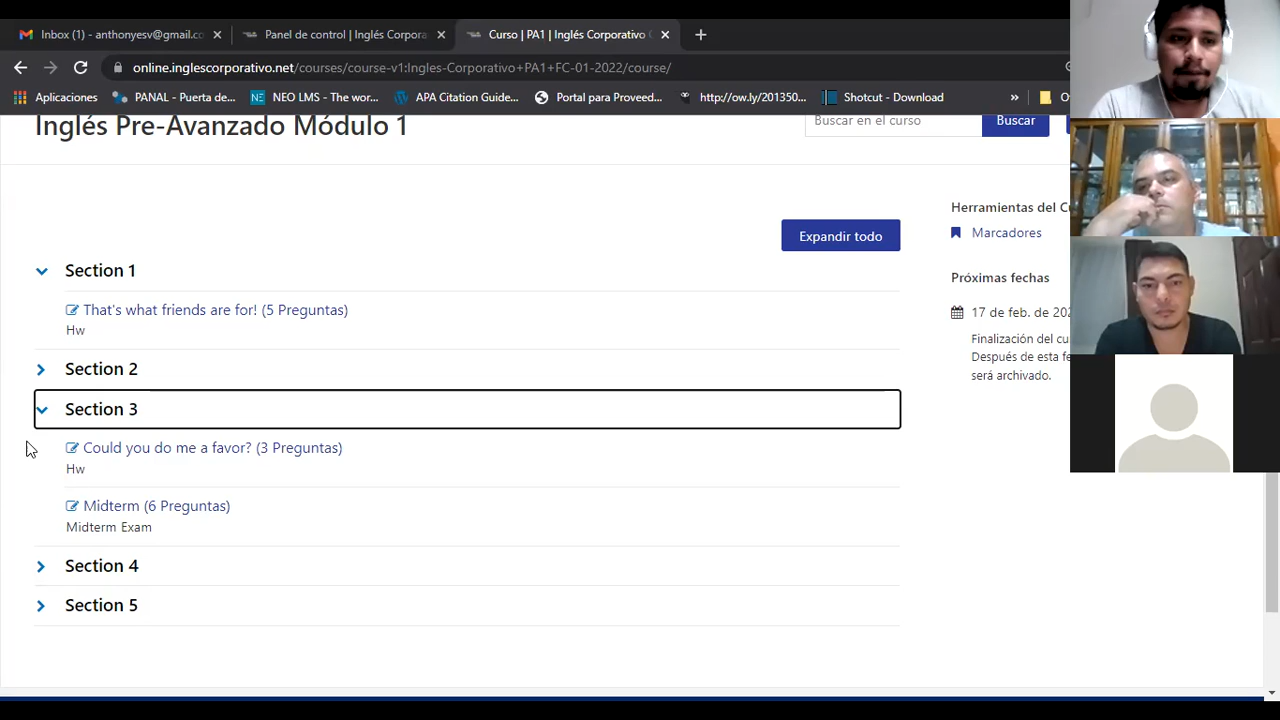 Inbox (1) - anthonyesv@gmail.co
Panel de control | Inglés Corpora
Curso | PA1 | Inglés Corporativo
online.inglescorporativo.net/courses/course-v1:Ingles-Corporativo+PA1+FC-01-2022/course/
Aplicaciones
PANAL - Puerta de...
NEO LMS - The wor...
APA Citation Guide...
Portal para Proveed...
http://ow.ly/201350...
Shotcut - Download
»
Inglés Pre-Avanzado Módulo 1
Buscar en el curso
Buscar
Expandir todo
Section 1
That's what friends are for! (5 Preguntas)
Hw
Section 2
Section 3
Could you do me a favor? (3 Preguntas)
Hw
Midterm (6 Preguntas)
Midterm Exam
Section 4
Section 5
Herramientas del
Marcadores
Próximas fechas
17 de feb. de
Finalización del
Después de esta
será archivado.